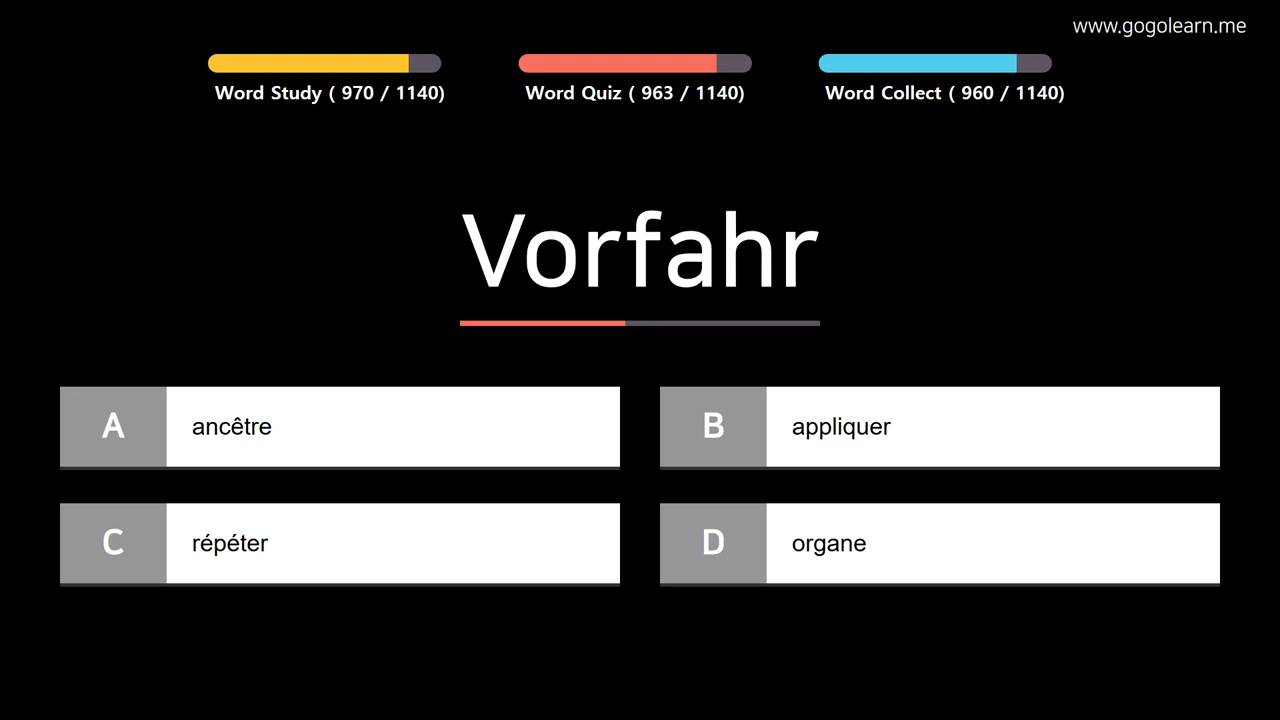 www.gogolearn.me
Word Study ( 970 / 1140)
Word Quiz ( 963 / 1140)
Word Collect ( 960 / 1140)
Vorfahr
A ancêtre
B appliquer
C répéter
D organe